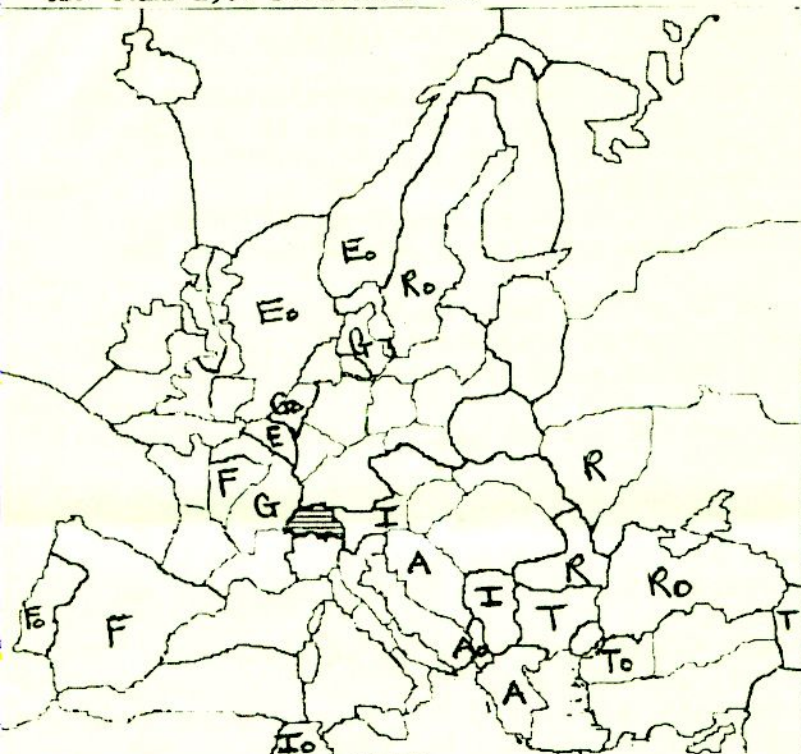 E₀
E₀ R₀
G
G₀
E
F R
G I
A R R₀
I T T
F₀ F A₀ T₀
A
I₀